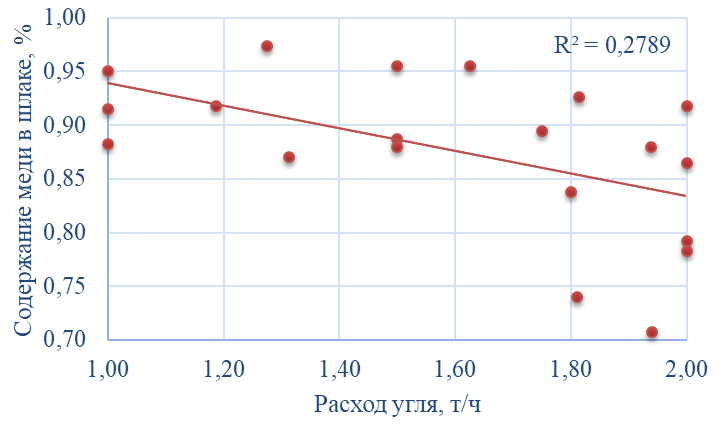 Содержание меди в шлаке, %
1,00
0,95
0,90
0,85
0,80
0,75
0,70
R² = 0,2789
1,00 1,20 1,40 1,60 1,80 2,00
Расход угля, т/ч